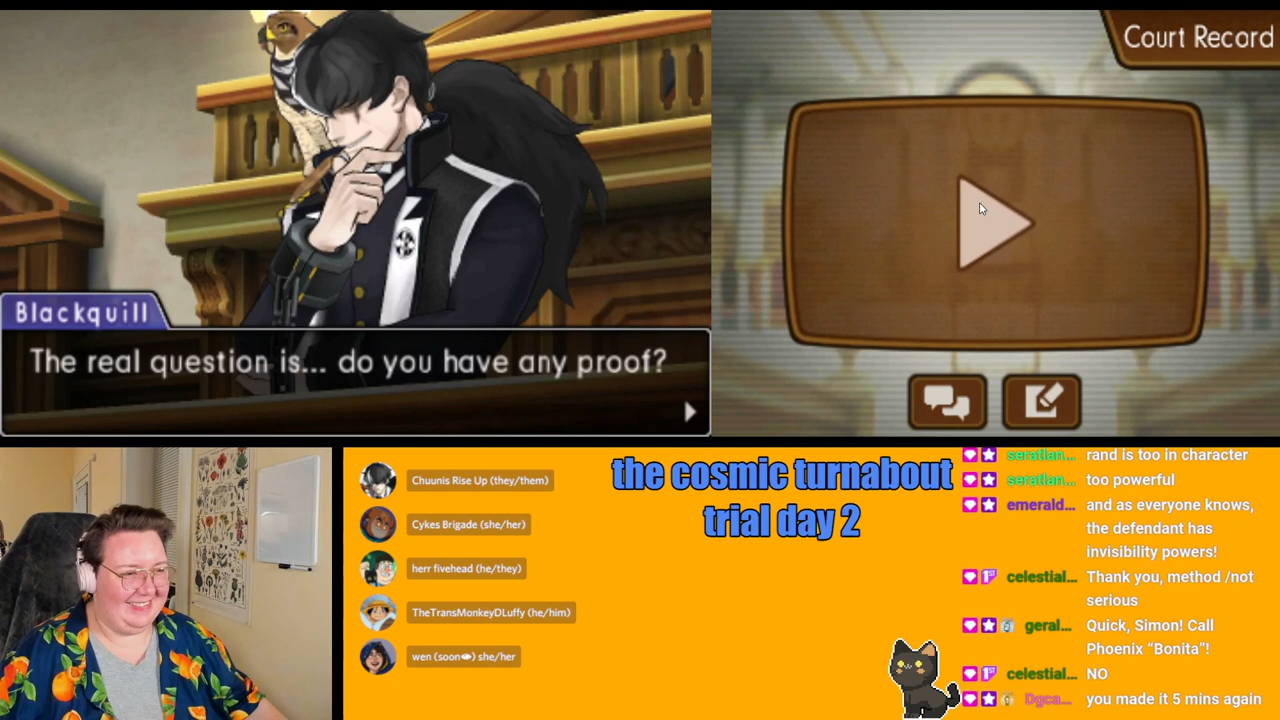 Court Record
Blackquill
The real question is... do you have any proof?
Chuunis Rise Up (they/them)
Cykes Brigade (she/her)
herr fivehead (he/they)
TheTransMonkeyDLuffy (he/him)
wen (soon👁) she/her)
the cosmic turnabout
trial day 2
seratlan... rand is too in character
seratlan... too powerful
emerald... and as everyone knows,
the defendant has
invisibility powers!
celestial... Thank you, method /not
serious
geral... Quick, Simon! Call
Phoenix “Bonita”!
celestial... NO
Dgca... you made it 5 mins again